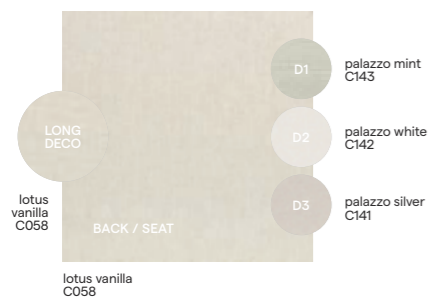 D1
palazzo mint
C143
LONG
DECO
D2
palazzo white
C142
lotus
vanilla
C058
D3
palazzo silver
C141
BACK / SEAT
lotus vanilla
C058